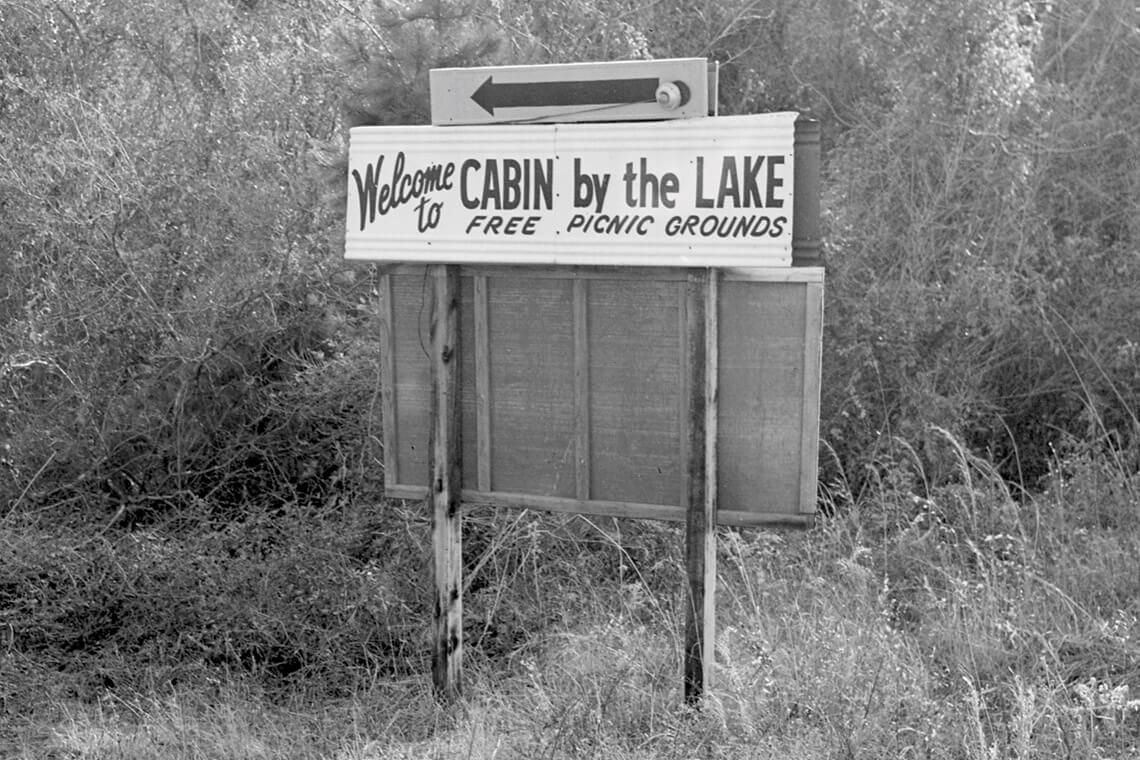 Welcome to CABIN by the LAKE
FREE PICNIC GROUNDS